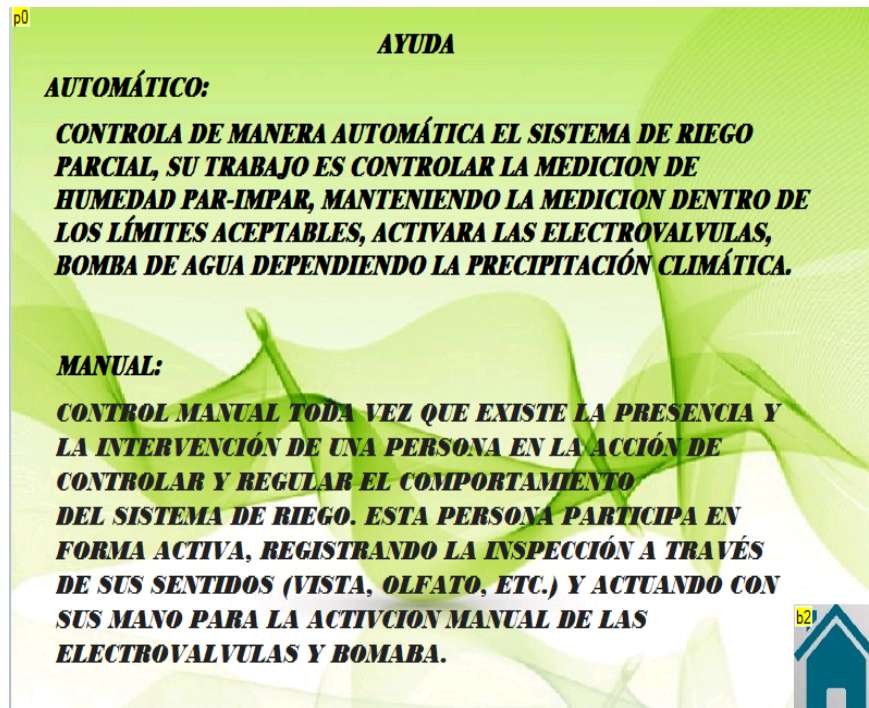 p0
AYUDA
AUTOMÁTICO:
CONTROLA DE MANERA AUTOMÁTICA EL SISTEMA DE RIEGO
PARCIAL, SU TRABAJO ES CONTROLAR LA MEDICION DE
HUMEDAD PAR-IMPAR, MANTENIENDO LA MEDICION DENTRO DE
LOS LÍMITES ACEPTABLES, ACTIVARA LAS ELECTROVALVULAS,
BOMBA DE AGUA DEPENDIENDO LA PRECIPITACIÓN CLIMÁTICA.
MANUAL:
CONTROL MANUAL TODA VEZ QUE EXISTE LA PRESENCIA Y
LA INTERVENCIÓN DE UNA PERSONA EN LA ACCIÓN DE
CONTROLAR Y REGULAR EL COMPORTAMIENTO
DEL SISTEMA DE RIEGO. ESTA PERSONA PARTICIPA EN
FORMA ACTIVA, REGISTRANDO LA INSPECCIÓN A TRAVÉS
DE SUS SENTIDOS (VISTA, OLFATO, ETC.) Y ACTUANDO CON
SUS MANO PARA LA ACTIVCION MANUAL DE LAS
ELECTROVALVULAS Y BOMABA.
b2